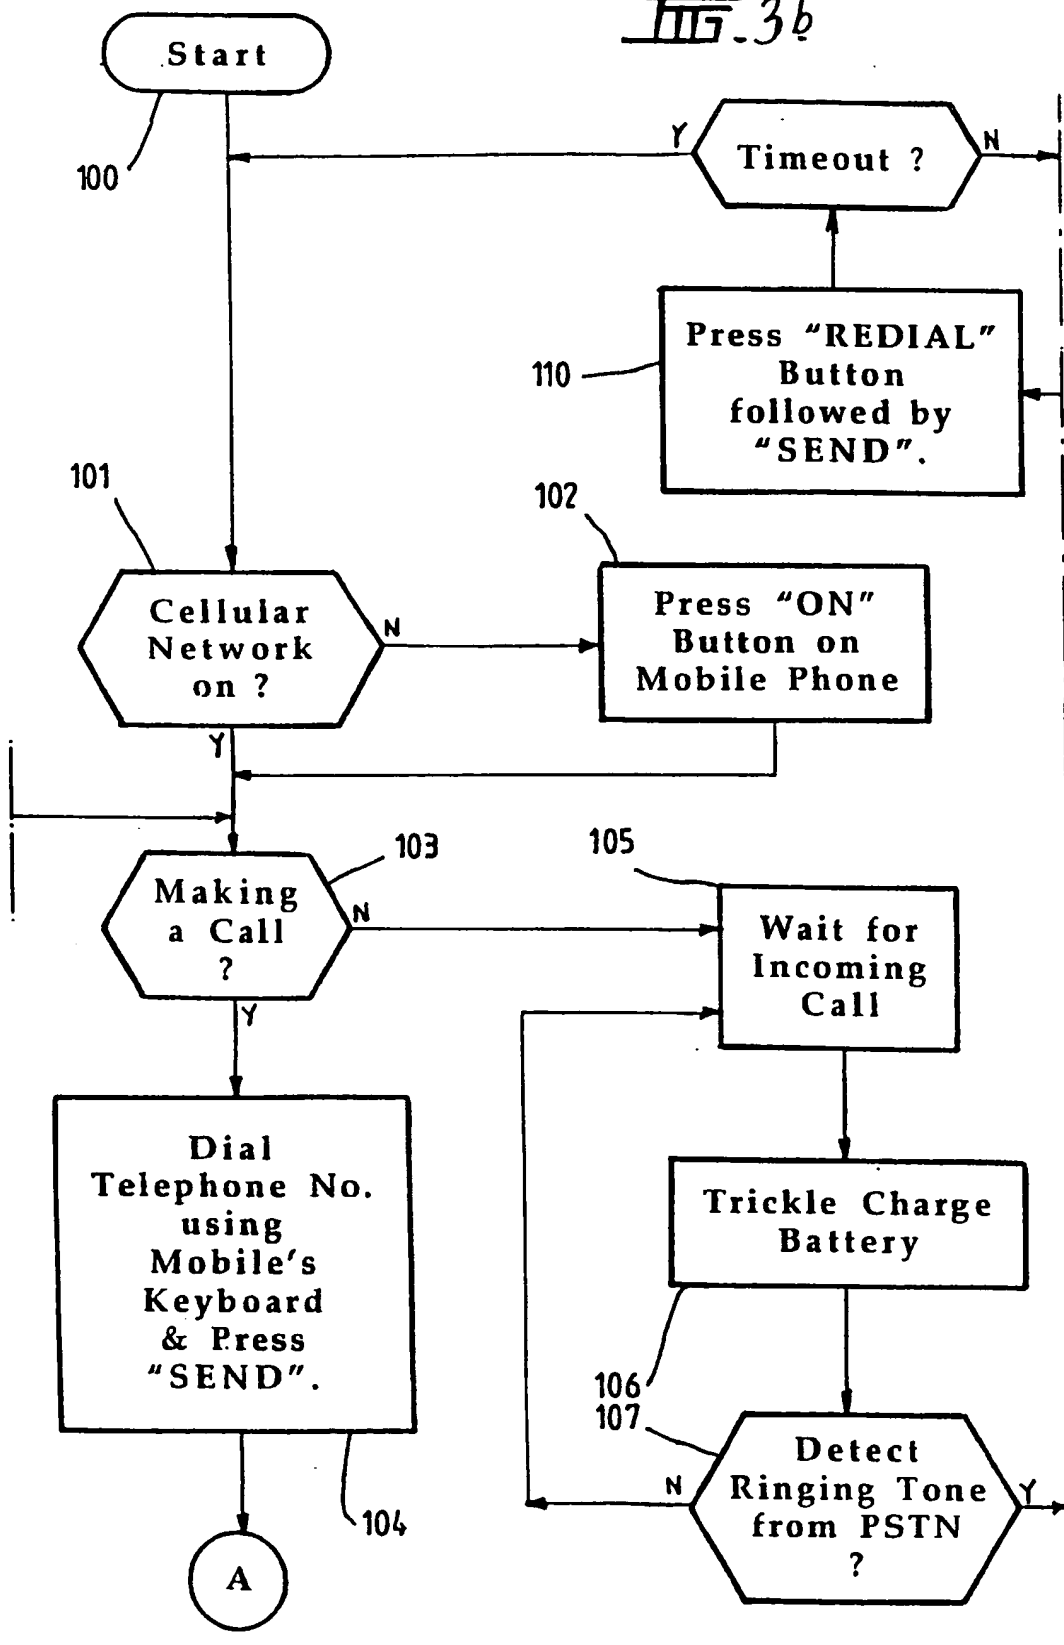 FIG. 3b
Start
100
Y
Timeout ?
N
Press "REDIAL"
Button
followed by
"SEND".
110
101
Cellular
Network
on ?
N
Y
102
Press "ON"
Button on
Mobile Phone
103
Making
a Call
?
N
Y
105
Wait for
Incoming
Call
Dial
Telephone No.
using
Mobile's
Keyboard
& Press
"SEND".
104
A
Trickle Charge
Battery
106
107
N
Detect
Ringing Tone
from PSTN
?
Y